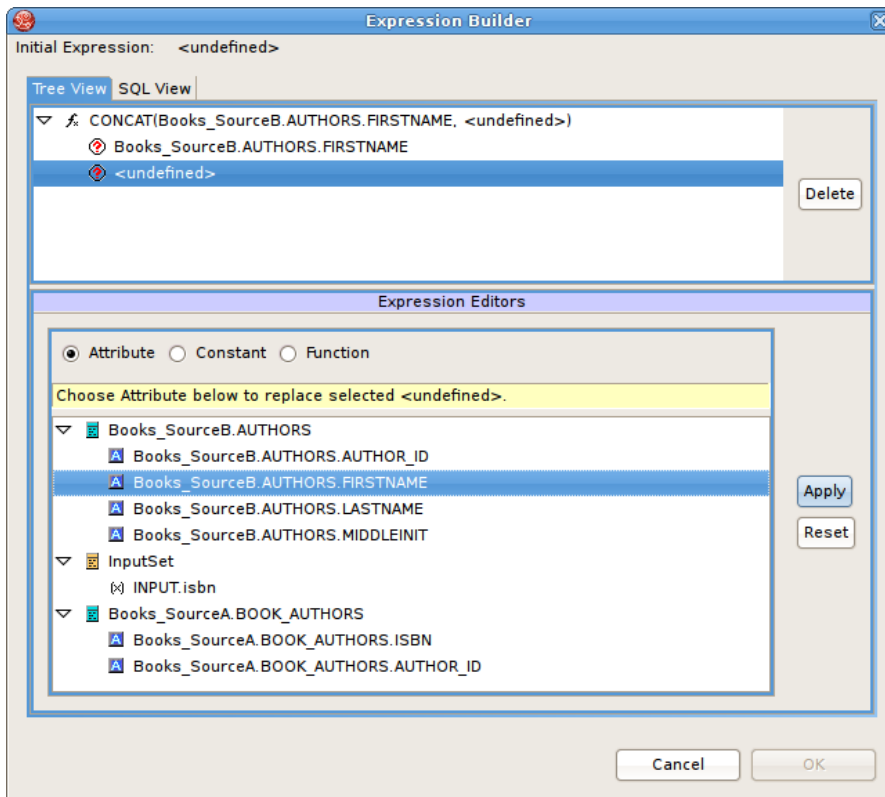 Expression Builder
Initial Expression: <undefined>
Tree View SQL View
CONCAT(Books_SourceB.AUTHORS.FIRSTNAME, <undefined>)
Books_SourceB.AUTHORS.FIRSTNAME
<undefined>
Delete
Expression Editors
Attribute Constant Function
Choose Attribute below to replace selected <undefined>.
Books_SourceB.AUTHORS
Books_SourceB.AUTHORS.AUTHOR_ID
Books_SourceB.AUTHORS.FIRSTNAME
Books_SourceB.AUTHORS.LASTNAME
Books_SourceB.AUTHORS.MIDDLEINIT
Apply
Reset
InputSet
INPUT.isbn
Books_SourceA.BOOK_AUTHORS
Books_SourceA.BOOK_AUTHORS.ISBN
Books_SourceA.BOOK_AUTHORS.AUTHOR_ID
Cancel OK